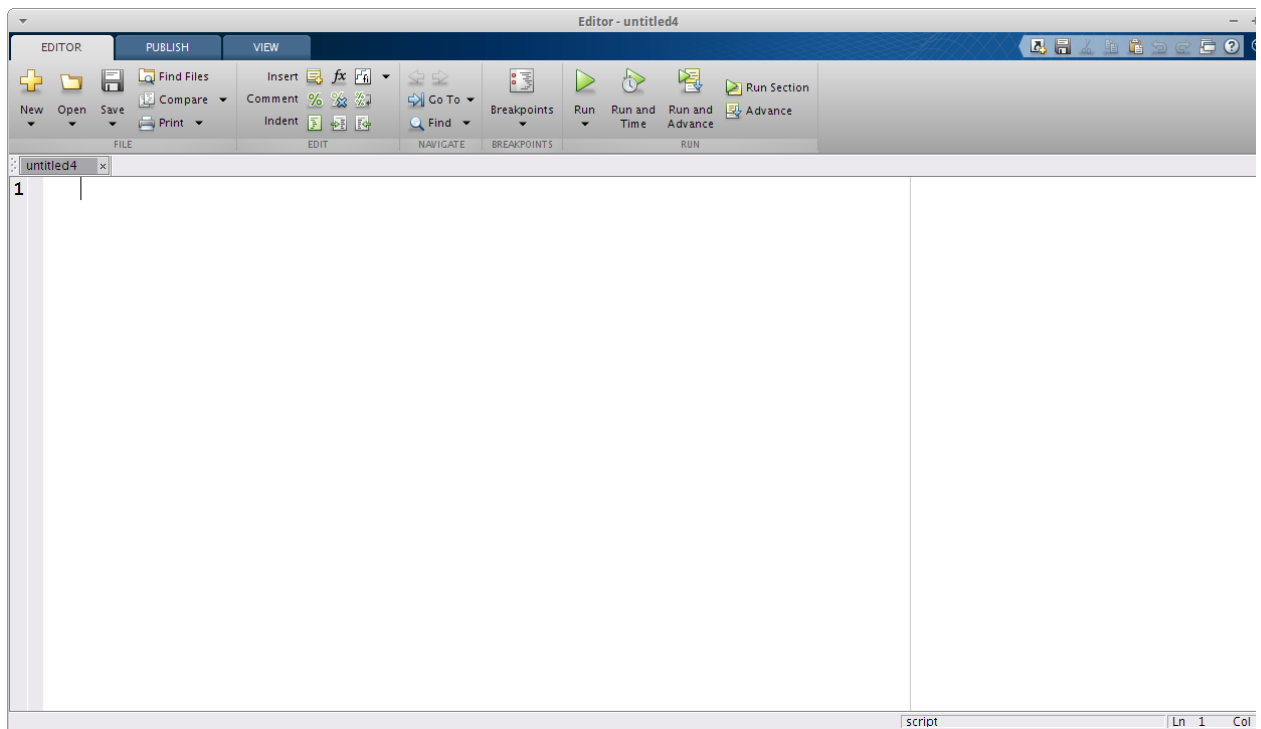 Editor - untitled4
EDITOR PUBLISH VIEW
Find Files Insert fx
New Open Save Compare Comment Go To Breakpoints Run Run and Time Run and Advance Run Section
Print Indent Find Advance
FILE EDIT NAVIGATE BREAKPOINTS RUN
untitled4
1
script Ln 1 Col